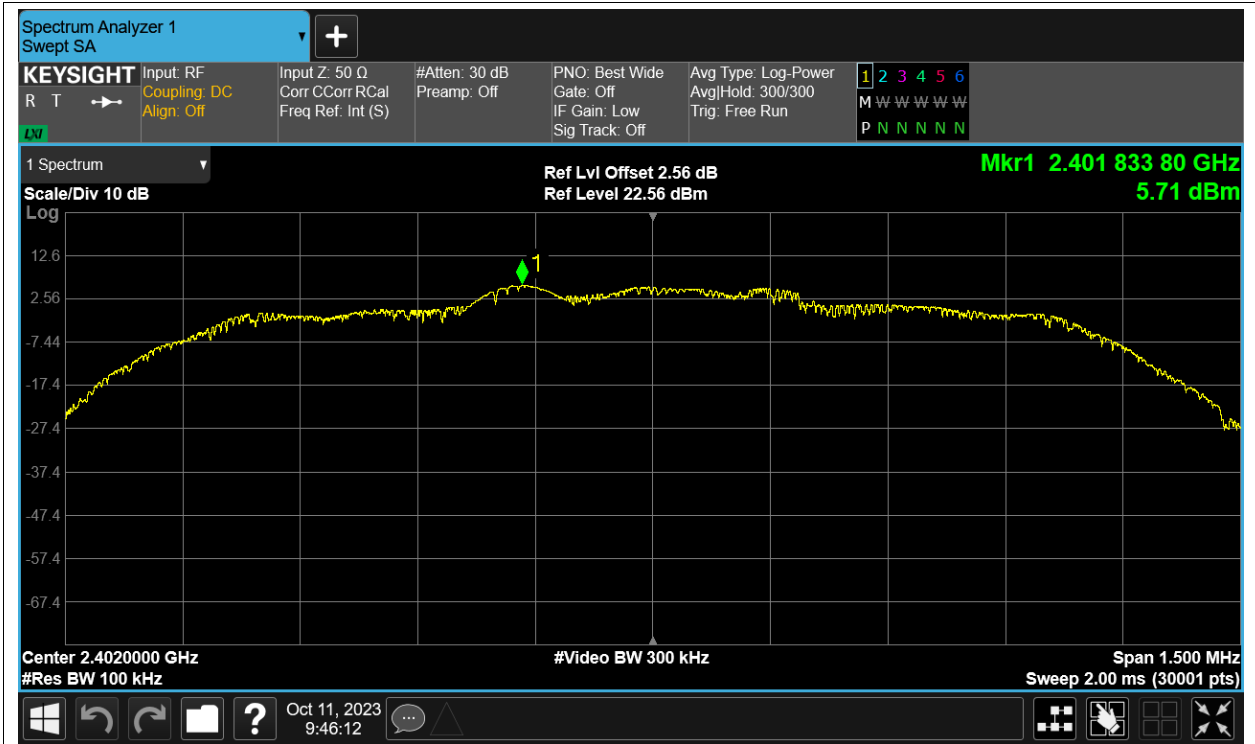 Spectrum Analyzer 1
Swept SA
KEYSIGHT
R T
LXI
Input: RF
Coupling: DC
Align: Off
Input Z: 50 Ω
Corr CCorr RCal
Freq Ref: Int (S)
#Atten: 30 dB
Preamp: Off
PNO: Best Wide
Gate: Off
IF Gain: Low
Sig Track: Off
Avg Type: Log-Power
Avg|Hold: 300/300
Trig: Free Run
1 2 3 4 5 6
M W W W W W
P N N N N N
1 Spectrum
Scale/Div 10 dB
Log
Ref Lvl Offset 2.56 dB
Ref Level 22.56 dBm
Mkr1 2.401 833 80 GHz
5.71 dBm
1
12.6
2.56
-7.44
-17.4
-27.4
-37.4
-47.4
-57.4
-67.4
Center 2.4020000 GHz
#Res BW 100 kHz
#Video BW 300 kHz
Span 1.500 MHz
Sweep 2.00 ms (30001 pts)
?
Oct 11, 2023
9:46:12